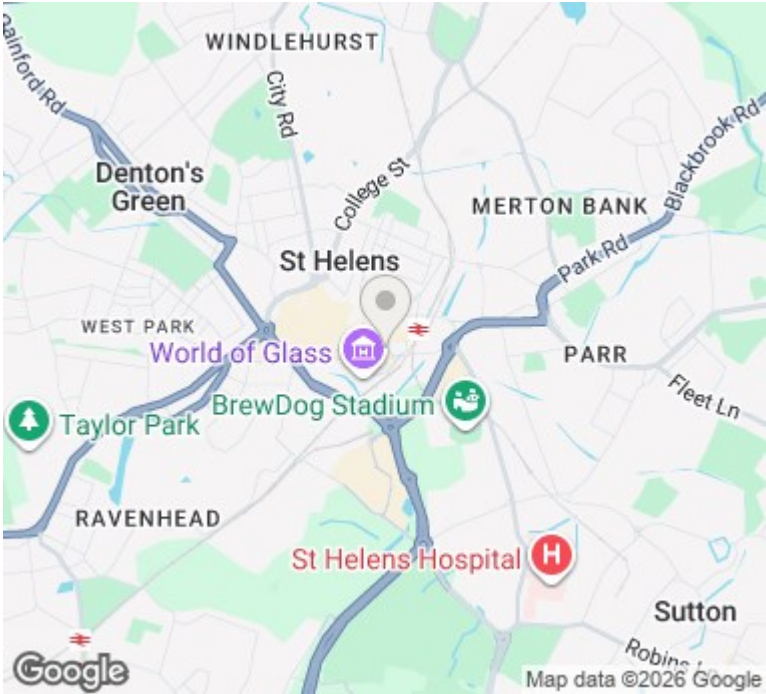 WINDLEHURST
ainford Rd
City Rd
Denton's
Green
College St
MERTON BANK
Blackbrook Rd
Park Rd
St Helens
WEST PARK
World of Glass
PARR
BrewDog Stadium
Fleet Ln
Taylor Park
RAVENHEAD
St Helens Hospital
H
Sutton
Robins
Google
Map data ©2026 Google